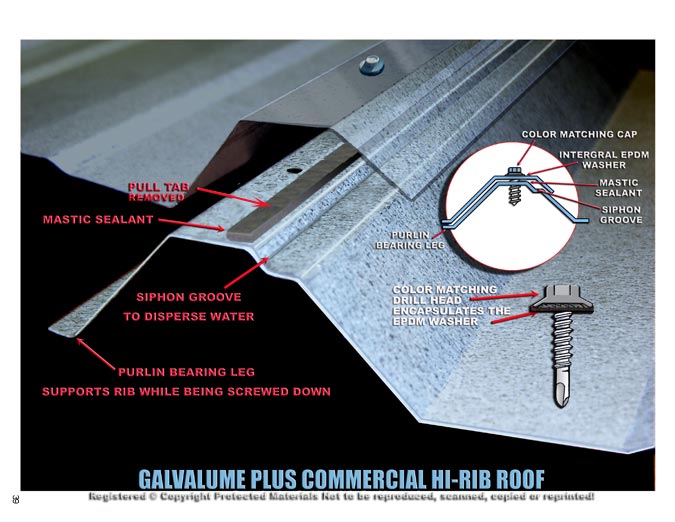 COLOR MATCHING CAP
INTERGRAL EPDM
WASHER
MASTIC
SEALANT
SIPHON
GROOVE
PURLIN
BEARING LEG
PULL TAB
REMOVED
MASTIC SEALANT
SIPHON GROOVE
TO DISPERSE WATER
COLOR MATCHING
DRILL HEAD
ENCAPSULATES THE
EPDM WASHER
PURLIN BEARING LEG
SUPPORTS RIB WHILE BEING SCREWED DOWN
GALVALUME PLUS COMMERCIAL HI-RIB ROOF
Registered © Copyright Protected Materials Not to be reproduced, scanned, copied or reprinted!